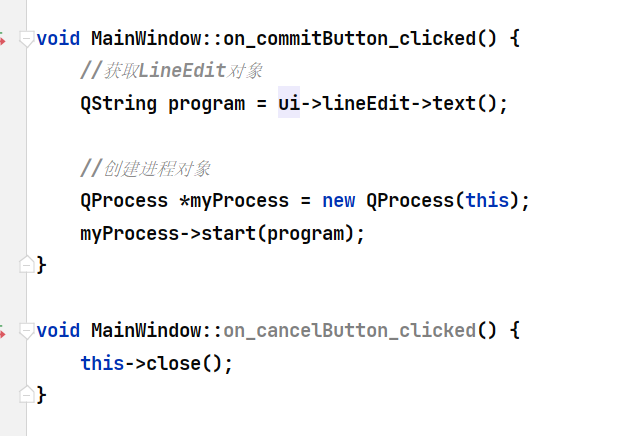 void MainWindow::on_commitButton_clicked() {
//获取LineEdit对象
QString program = ui->lineEdit->text();
//创建进程对象
QProcess *myProcess = new QProcess(this);
myProcess->start(program);
}
void MainWindow::on_cancelButton_clicked() {
this->close();
}